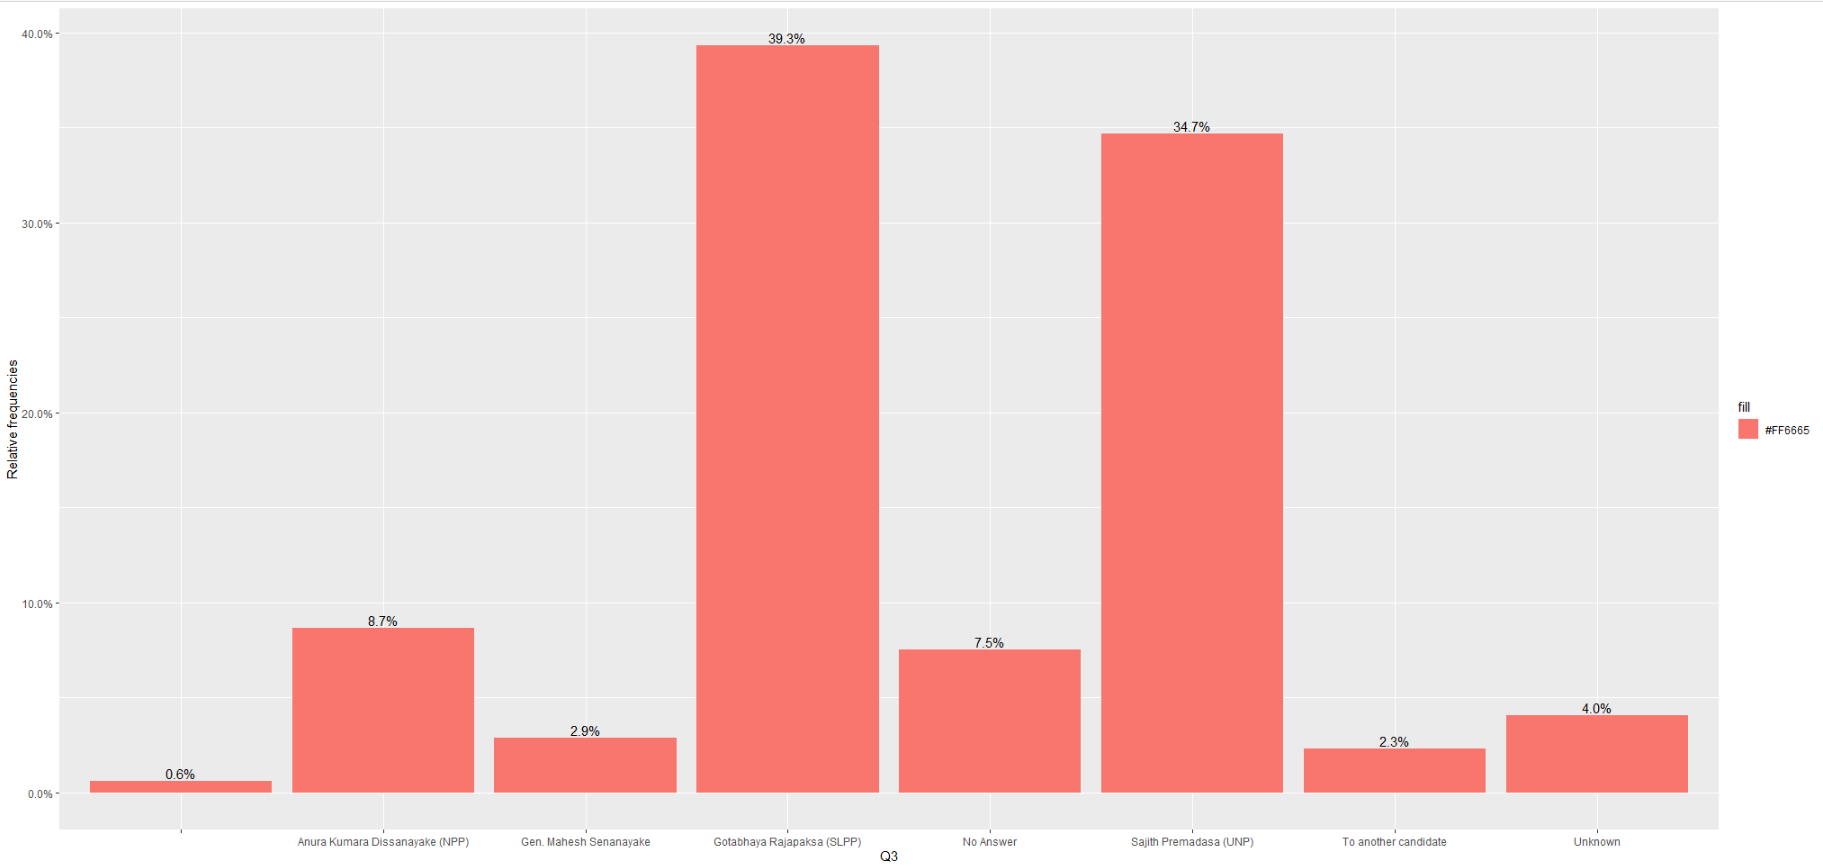 40.0%
30.0%
20.0%
10.0%
0.0%
Relative frequencies
0.6%
8.7%
2.9%
39.3%
7.5%
34.7%
2.3%
4.0%
Anura Kumara Dissanayake (NPP)
Gen. Mahesh Senanayake
Gotabhaya Rajapaksa (SLPP)
No Answer
Sajith Premadasa (UNP)
To another candidate
Unknown
Q3
fill
#FF6665